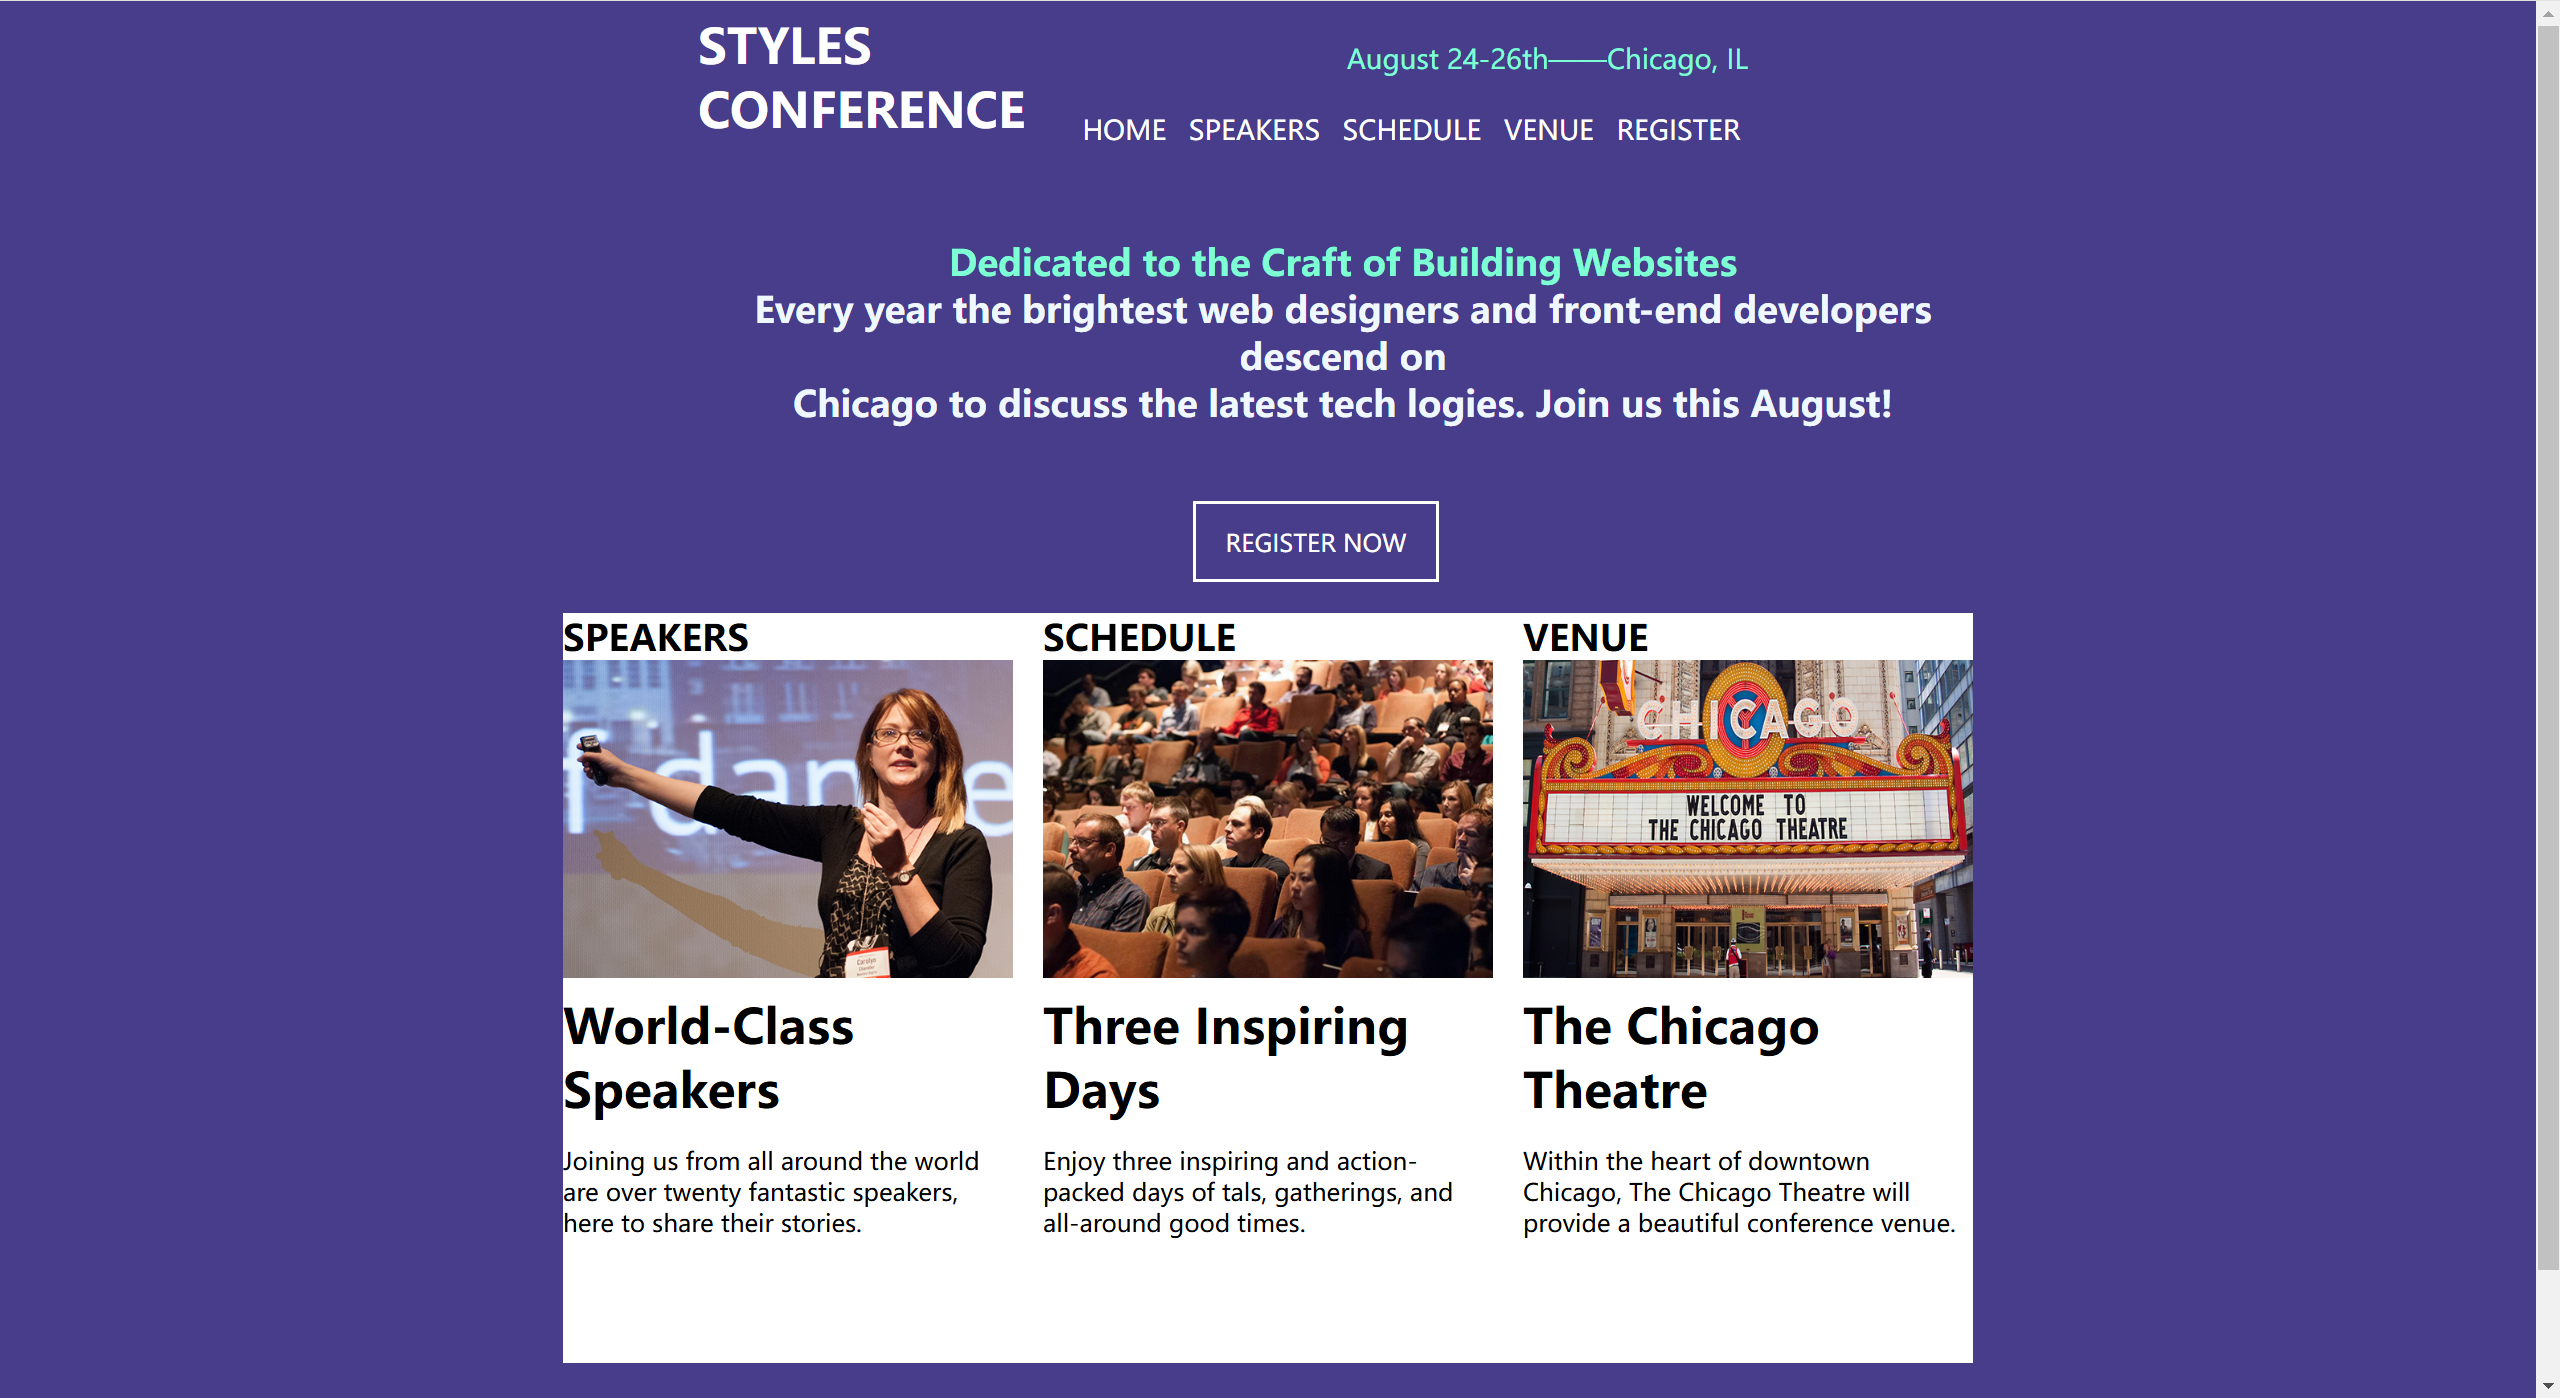 STYLES
CONFERENCE
August 24-26th——Chicago, IL
HOME SPEAKERS SCHEDULE VENUE REGISTER
Dedicated to the Craft of Building Websites
Every year the brightest web designers and front-end developers
descend on
Chicago to discuss the latest tech logies. Join us this August!
REGISTER NOW
SPEAKERS
f dance
Carolyn
Chandler
World-Class
Speakers
Joining us from all around the world
are over twenty fantastic speakers,
here to share their stories.
SCHEDULE
Three Inspiring
Days
Enjoy three inspiring and action-
packed days of tals, gatherings, and
all-around good times.
VENUE
CHICAGO
WELCOME TO
THE CHICAGO THEATRE
The Chicago
Theatre
Within the heart of downtown
Chicago, The Chicago Theatre will
provide a beautiful conference venue.